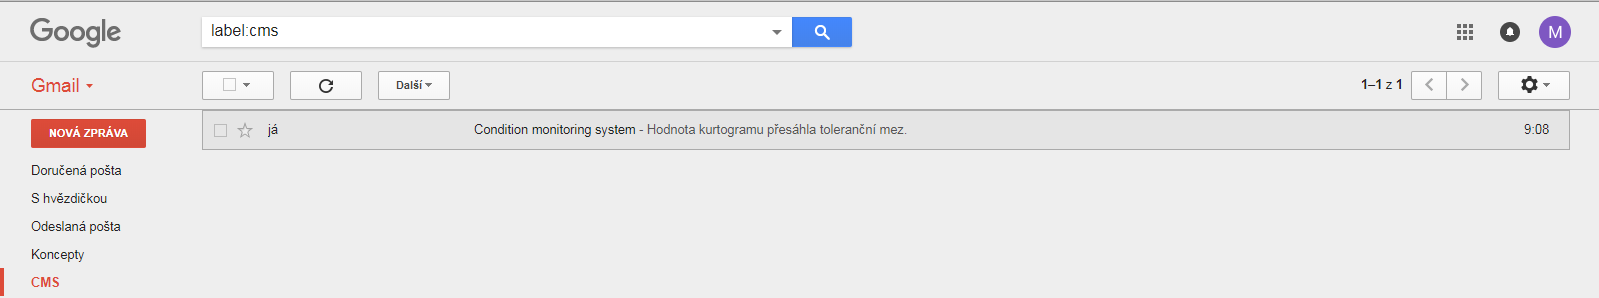 Google
label:cms
M
Gmail
Další
1–1 z 1
NOVÁ ZPRÁVA
já Condition monitoring system - Hodnota kurtogramu přesáhla toleranční mez. 9:08
Doručená pošta
S hvězdičkou
Odeslaná pošta
Koncepty
CMS